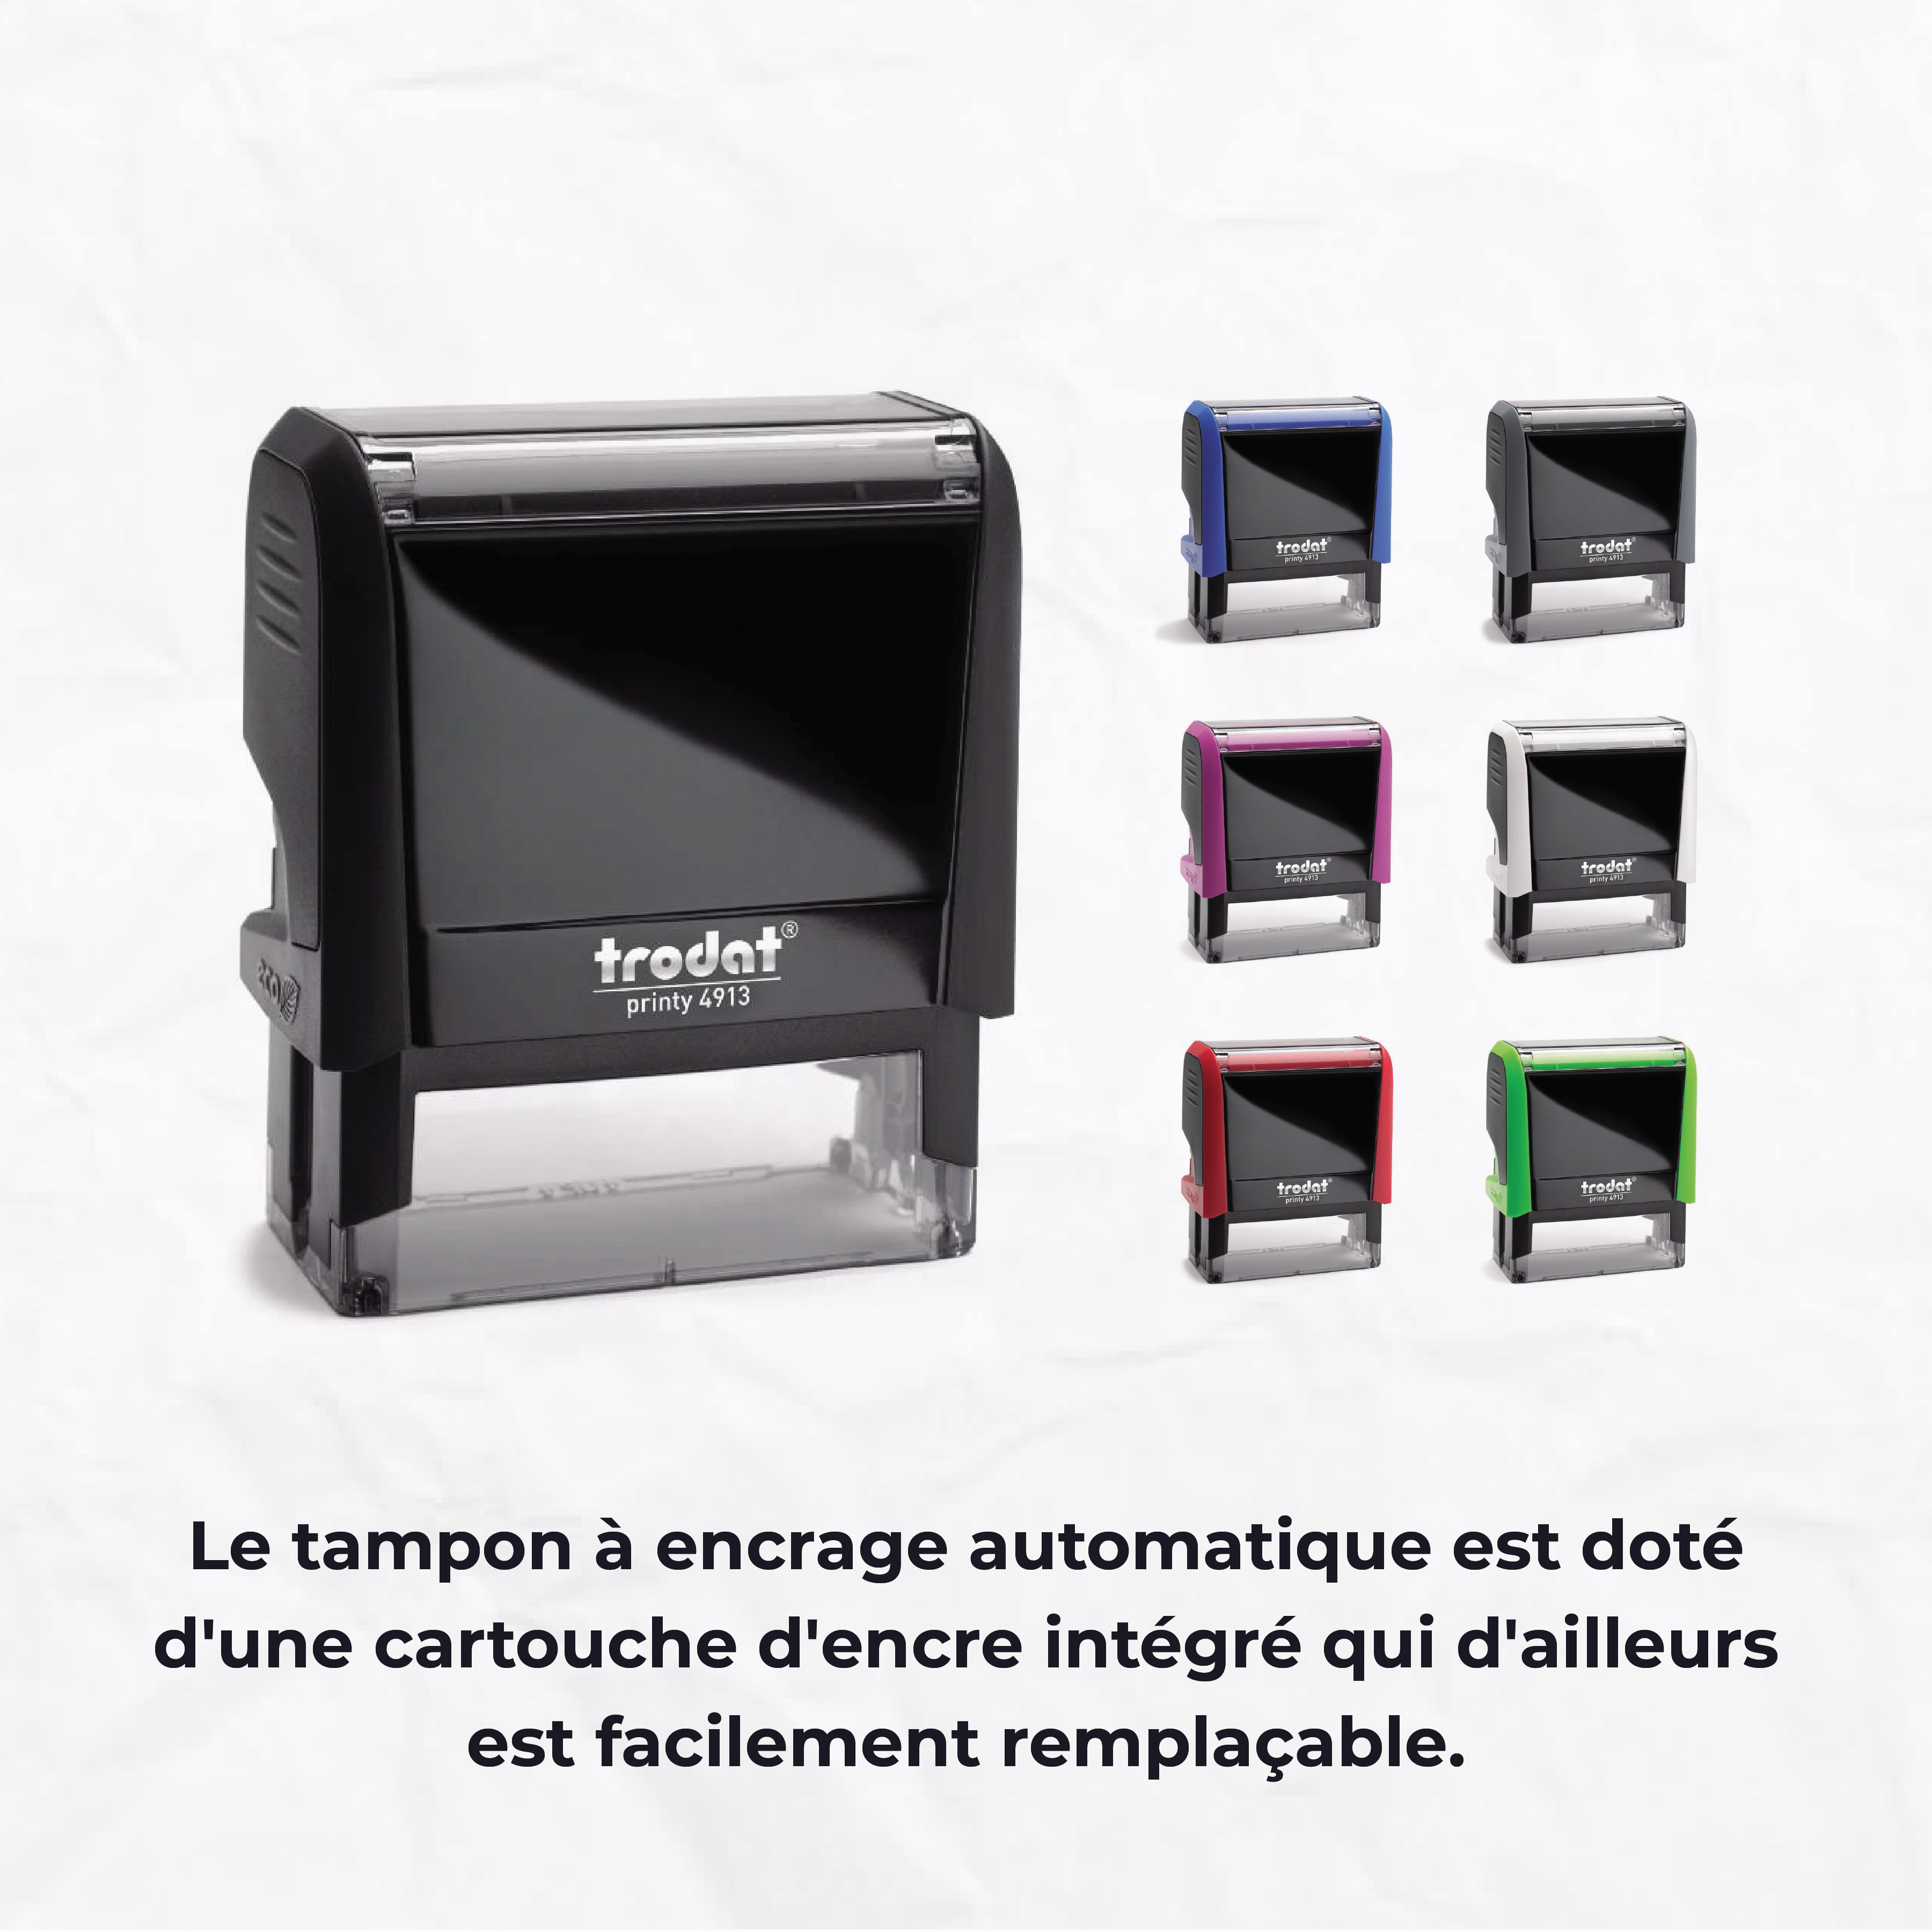 eco
trodat®
printy 4913
trodat®
printy 4913
trodat®
printy 4913
trodat®
printy 4913
trodat®
printy 4913
trodat®
printy 4913
trodat®
printy 4913
Le tampon à encrage automatique est doté
d'une cartouche d'encre intégré qui d'ailleurs
est facilement remplaçable.